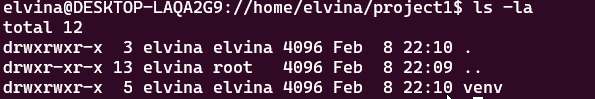 elvina@DESKTOP-LAQA2G9://home/elvina/project1$ ls -la
total 12
drwxrwxr-x  3 elvina elvina 4096 Feb  8 22:10 .
drwxr-xr-x 13 elvina root   4096 Feb  8 22:09 ..
drwxrwxr-x  5 elvina elvina 4096 Feb  8 22:10 venv